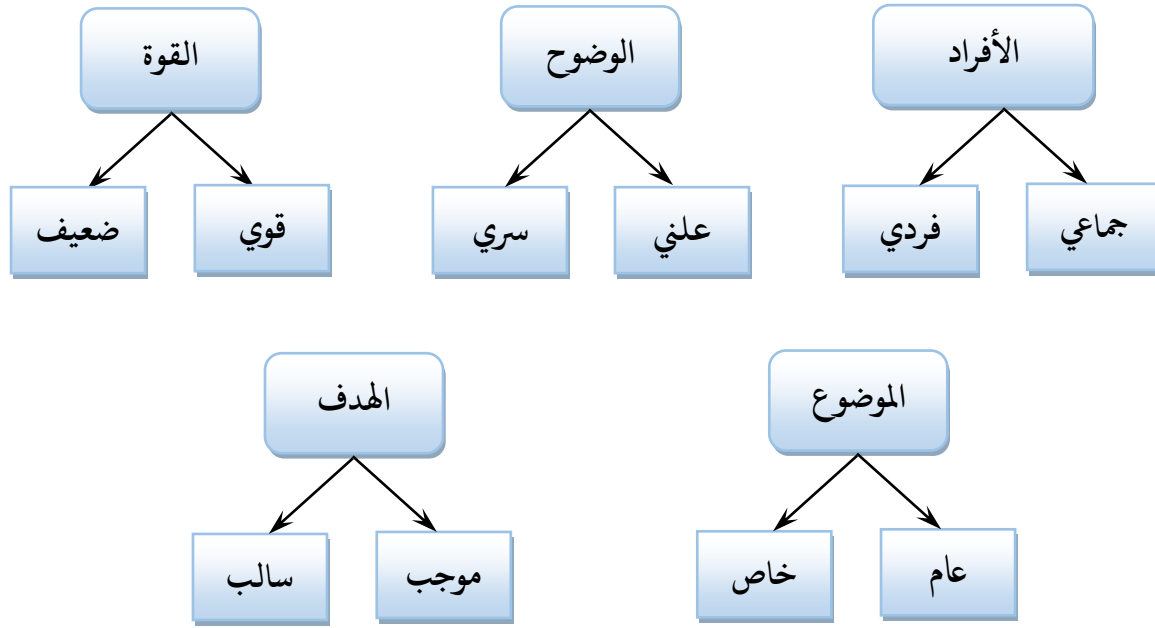 الأفراد
الوضوح
القوة
جماعي
فردي
علني
سري
قوي
ضعيف
الموضوع
الهدف
عام
خاص
موجب
سالب